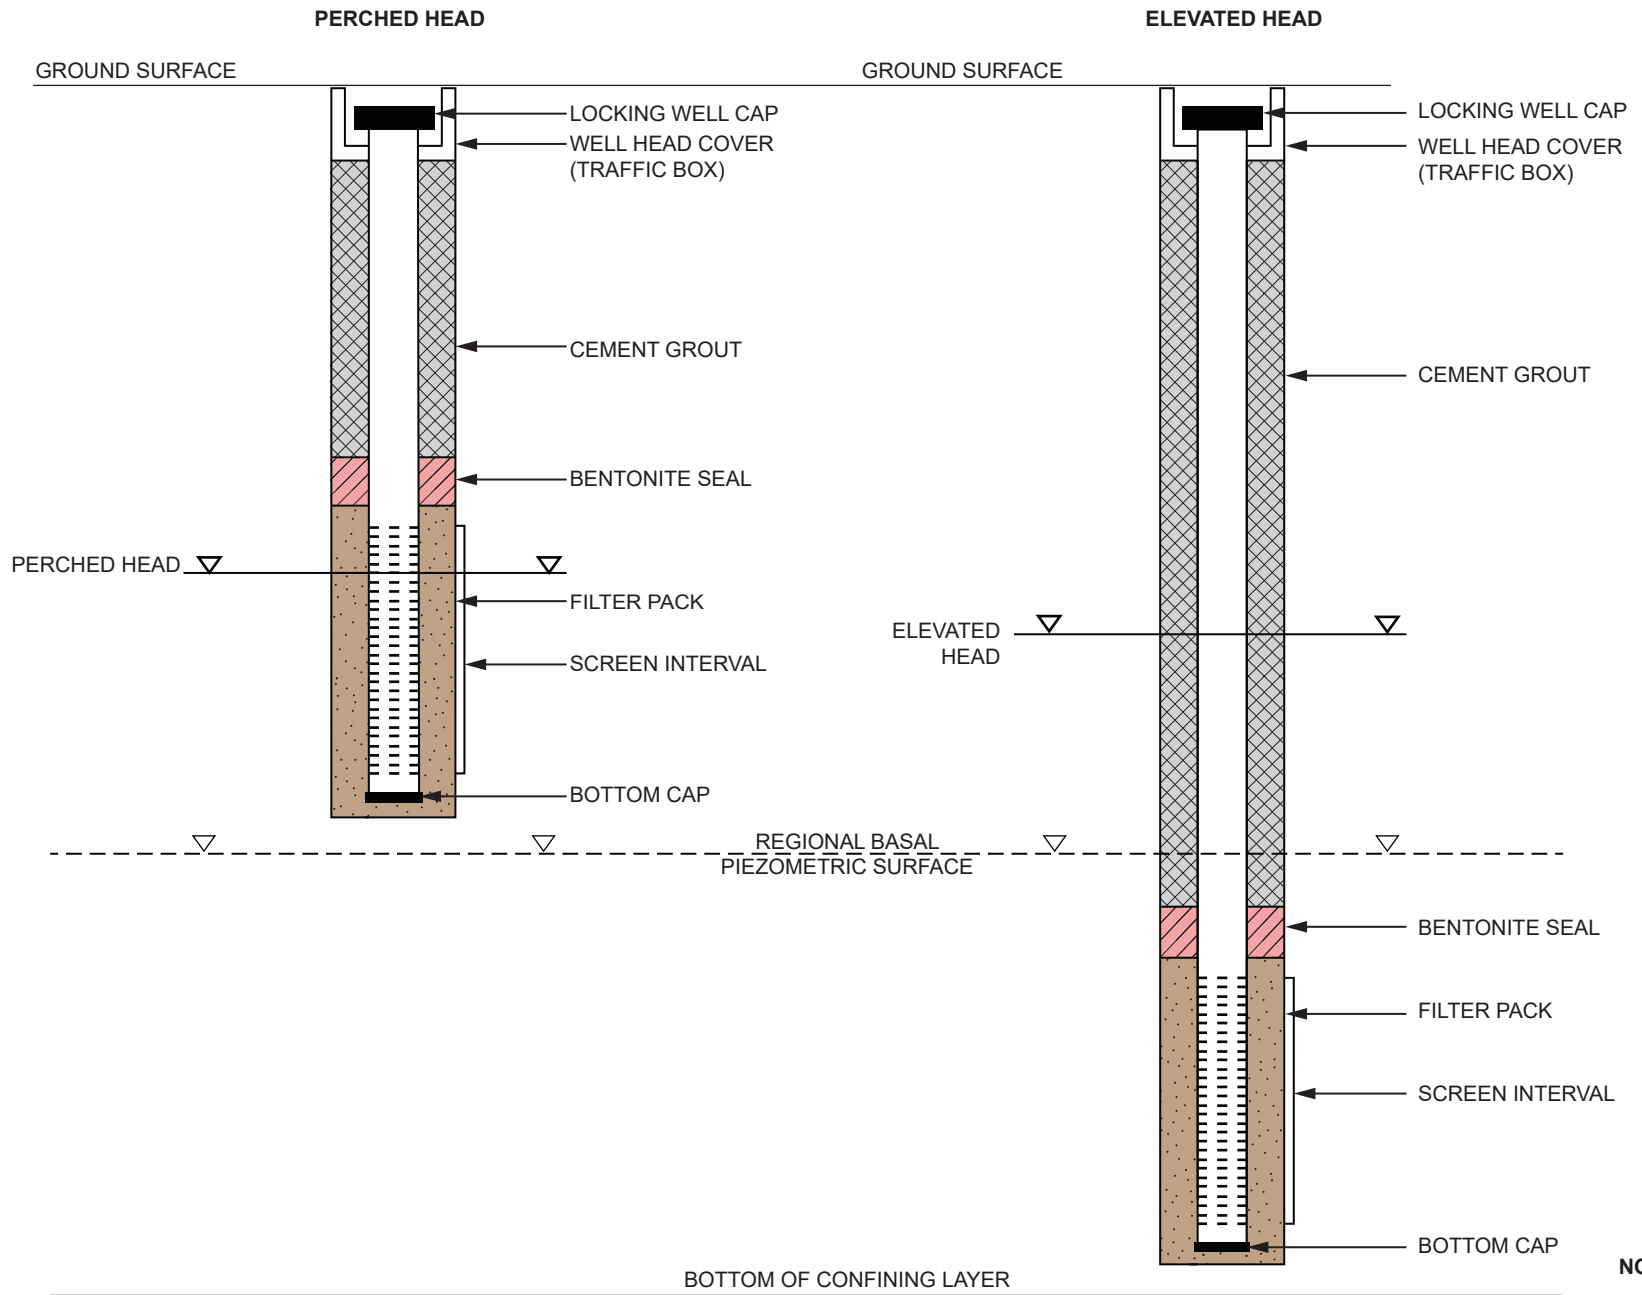 PERCHED HEAD
ELEVATED HEAD
GROUND SURFACE
GROUND SURFACE
LOCKING WELL CAP
WELL HEAD COVER
(TRAFFIC BOX)
CEMENT GROUT
BENTONITE SEAL
PERCHED HEAD
FILTER PACK
SCREEN INTERVAL
BOTTOM CAP
LOCKING WELL CAP
WELL HEAD COVER
(TRAFFIC BOX)
CEMENT GROUT
ELEVATED
HEAD
REGIONAL BASAL
PIEZOMETRIC SURFACE
BENTONITE SEAL
FILTER PACK
SCREEN INTERVAL
BOTTOM CAP
BOTTOM OF CONFINING LAYER